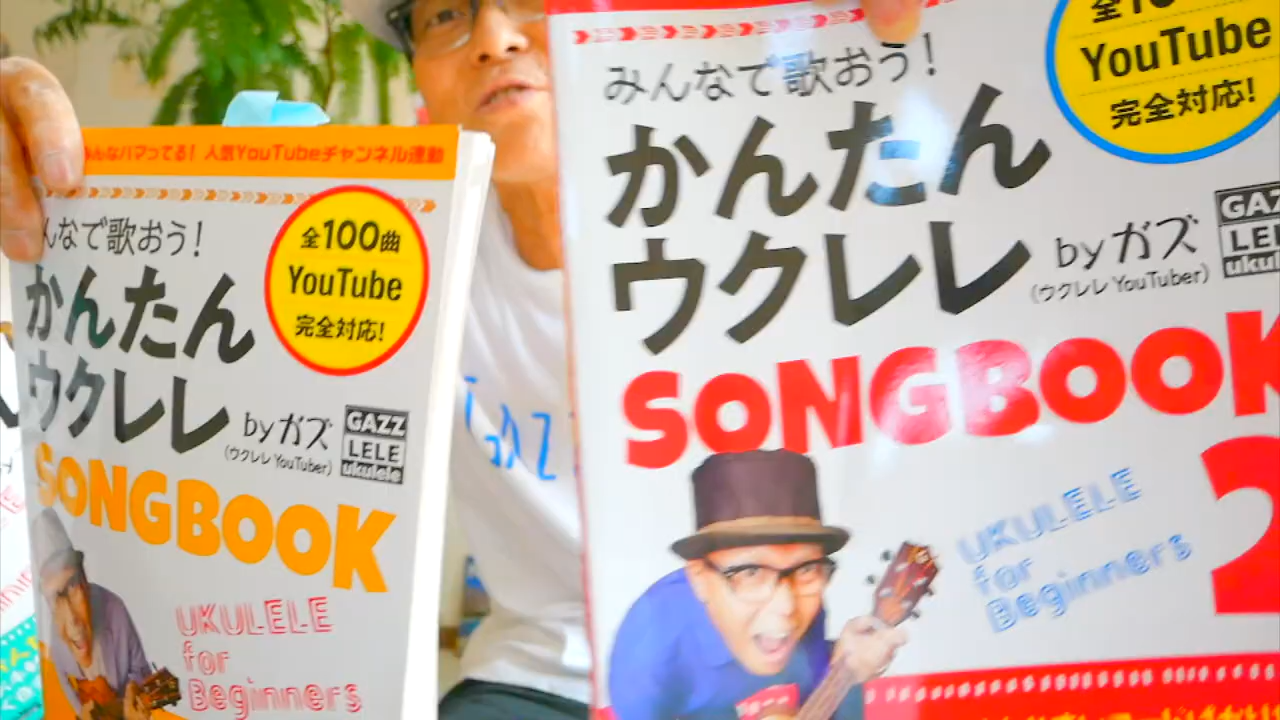 みんなハマってる！人気YouTubeチャンネル連動
んなで歌おう！
全100曲
YouTube
完全対応!
かんたん
ウクレレ
byガズ
(ウクレレ YouTuber)
GAZZ
LELE
ukulele
SONGBOOK
UKULELE
for
Beginners
GAZ
みんなで歌おう！
YouTube
完全対応!
かんたん
ウクレレ
byガズ
(ウクレレ YouTuber)
SONGBOOK
2
UKULELE
for
Beginners